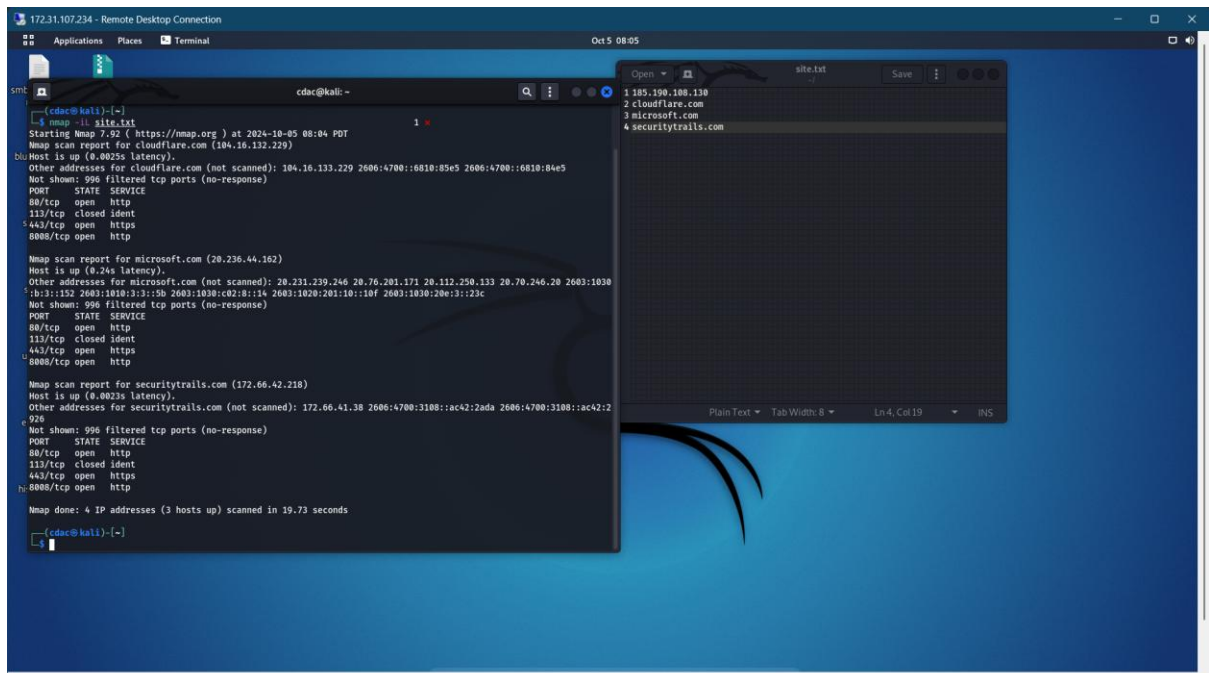 172.31.107.234 - Remote Desktop Connection
Applications Places Terminal Oct 5 08:05
cdac@kali: ~
(cdac㉿kali)-[~]
$ nmap -iL site.txt 1
Starting Nmap 7.92 ( https://nmap.org ) at 2024-10-05 08:04 PDT
Nmap scan report for cloudflare.com (104.16.132.229)
Host is up (0.0025s latency).
Other addresses for cloudflare.com (not scanned): 104.16.133.229 2606:4700::6810:85e5 2606:4700::6810:84e5
Not shown: 996 filtered tcp ports (no-response)
PORT STATE SERVICE
80/tcp open http
113/tcp closed ident
443/tcp open https
8008/tcp open http
Nmap scan report for microsoft.com (20.236.44.162)
Host is up (0.24s latency).
Other addresses for microsoft.com (not scanned): 20.231.239.246 20.76.201.171 20.112.250.133 20.70.246.20 2603:1030
:b:3::152 2603:1010:3:3::5b 2603:1030:c02:8::14 2603:1020:201:10::10f 2603:1030:20e:3::23c
Not shown: 996 filtered tcp ports (no-response)
PORT STATE SERVICE
80/tcp open http
113/tcp closed ident
443/tcp open https
8008/tcp open http
Nmap scan report for securitytrails.com (172.66.42.218)
Host is up (0.0023s latency).
Other addresses for securitytrails.com (not scanned): 172.66.41.38 2606:4700:3108::ac42:2ada 2606:4700:3108::ac42:2
926
Not shown: 996 filtered tcp ports (no-response)
PORT STATE SERVICE
80/tcp open http
113/tcp closed ident
443/tcp open https
8008/tcp open http
Nmap done: 4 IP addresses (3 hosts up) scanned in 19.73 seconds
(cdac㉿kali)-[~]
$
Open site.txt Save
~/
1 185.190.108.130
2 cloudflare.com
3 microsoft.com
4 securitytrails.com
Plain Text Tab Width: 8 Ln 4, Col 19 INS